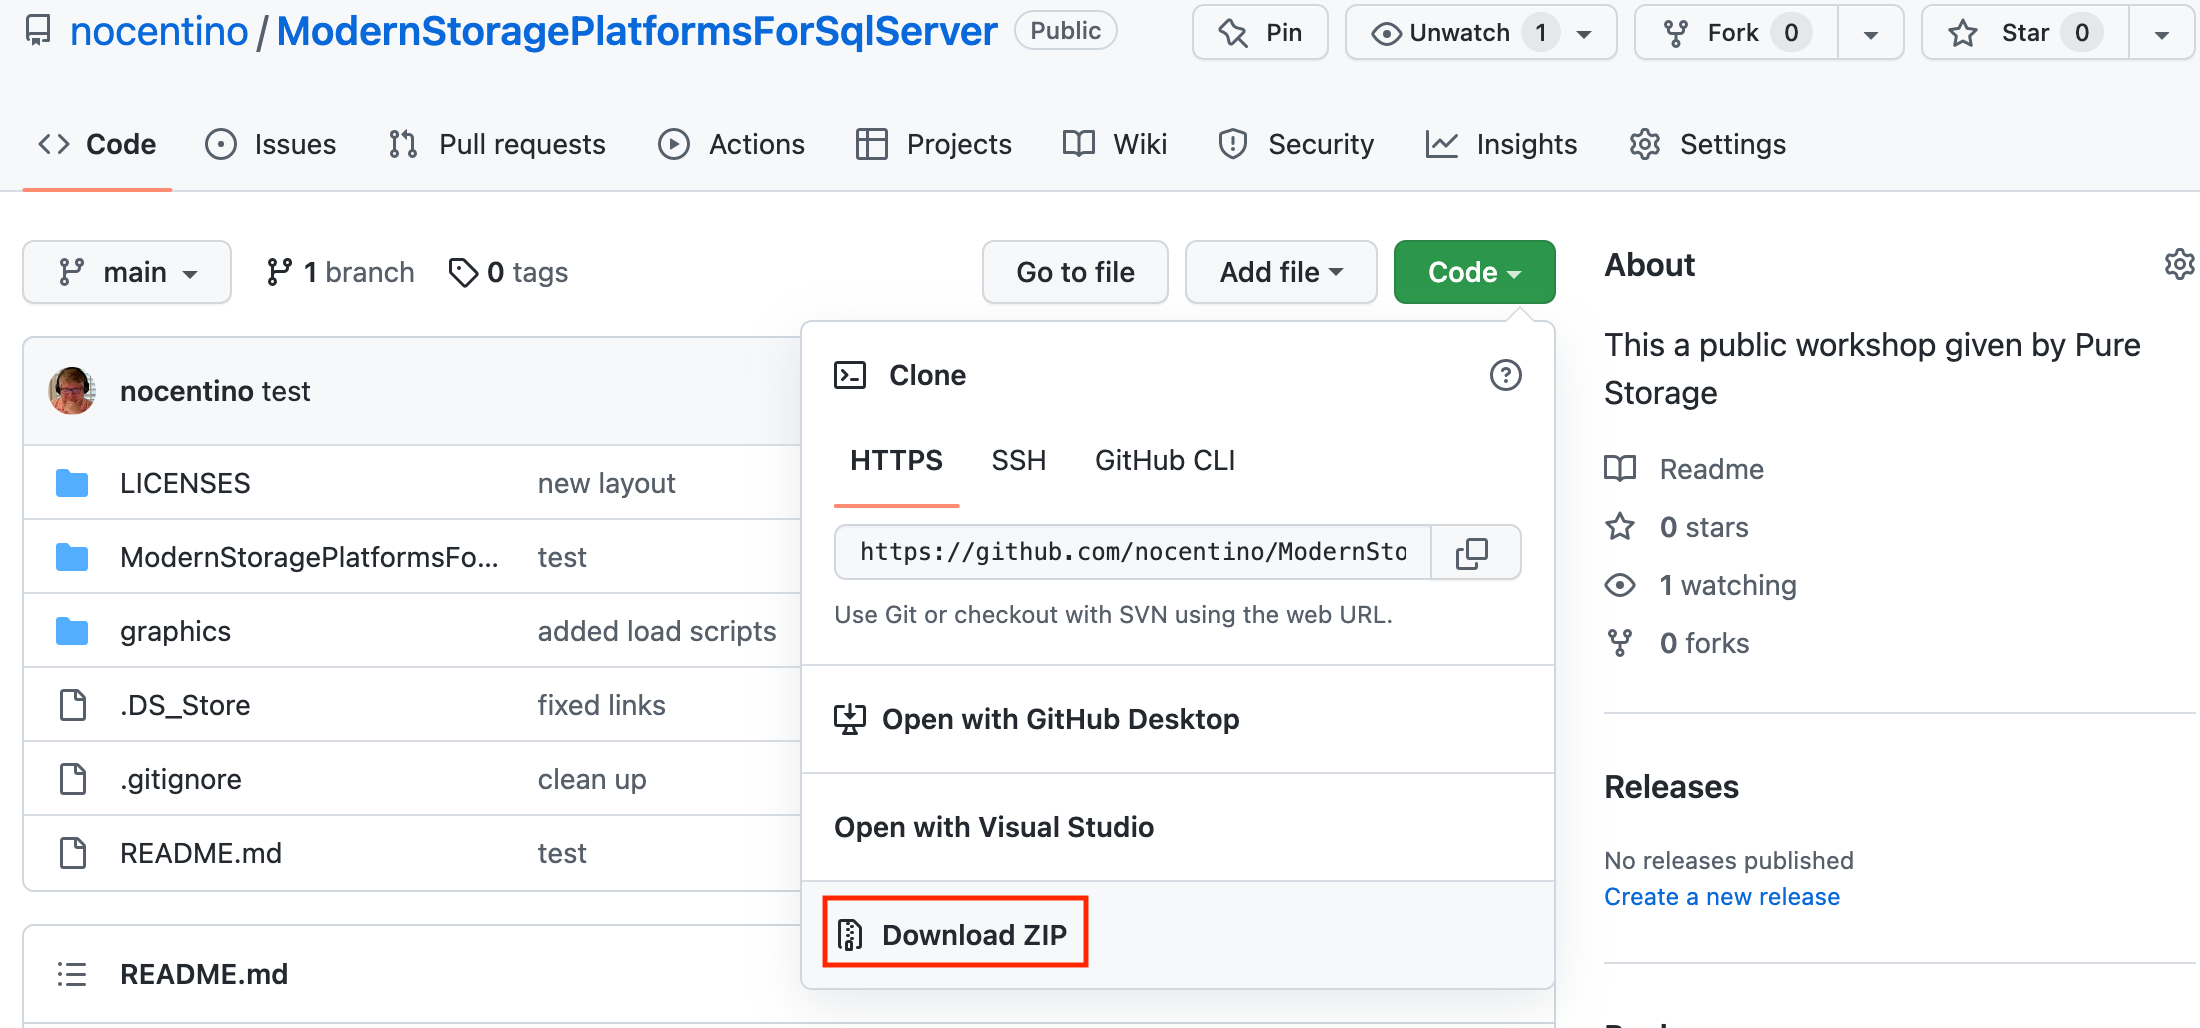 nocentino / ModernStoragePlatformsForSqlServer Public Pin Unwatch 1 Fork 0 Star 0
Code Issues Pull requests Actions Projects Wiki Security Insights Settings
main 1 branch 0 tags Go to file Add file Code
nocentino test
LICENSES new layout
ModernStoragePlatformsFo... test
graphics added load scripts
.DS_Store fixed links
.gitignore clean up
README.md test
README.md
Clone
HTTPS SSH GitHub CLI
https://github.com/nocentino/ModernSto
Use Git or checkout with SVN using the web URL.
Open with GitHub Desktop
Open with Visual Studio
Download ZIP
About
This a public workshop given by Pure
Storage
Readme
0 stars
1 watching
0 forks
Releases
No releases published
Create a new release